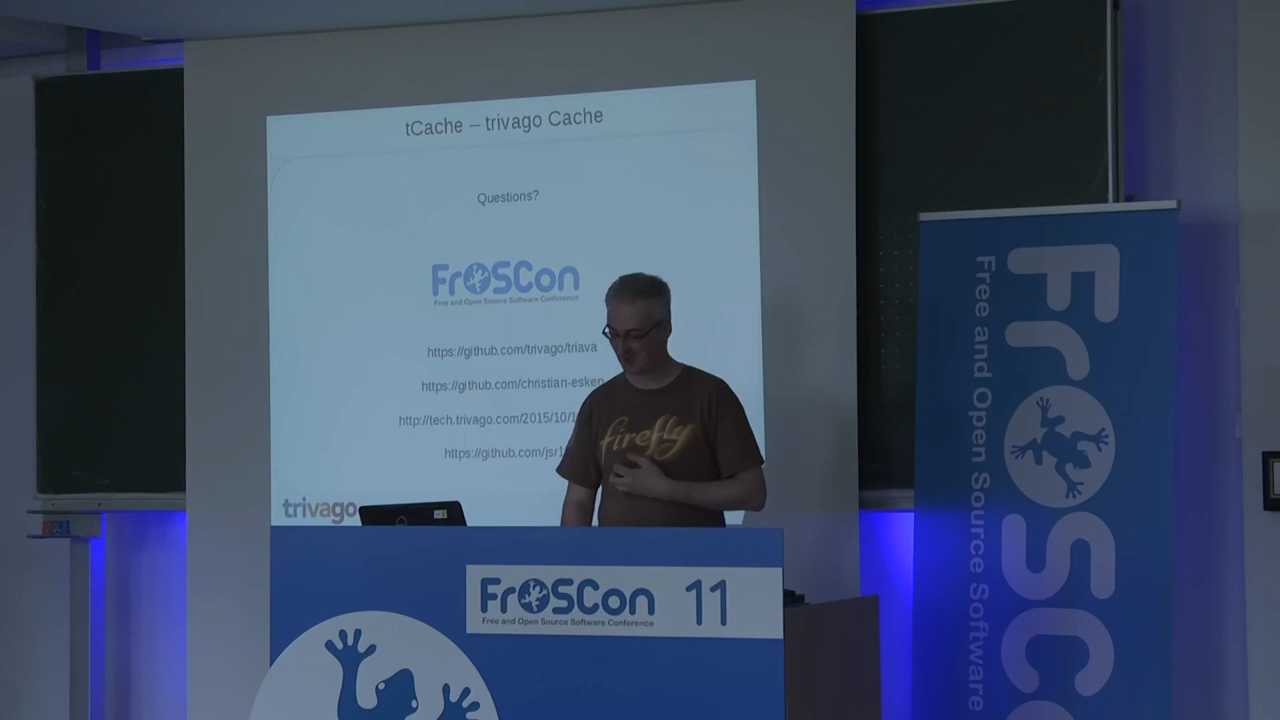 tCache – trivago Cache
Questions?
FrOSCon
Free and Open Source Software Conference
https://github.com/trivago/triava
https://github.com/christian-esken
http://tech.trivago.com/2015/10/1
https://github.com/jsr1
trivago
firefly
FrOSCon 11
Free and Open Source Software Conference
FrOSCo
Free and Open Source Software